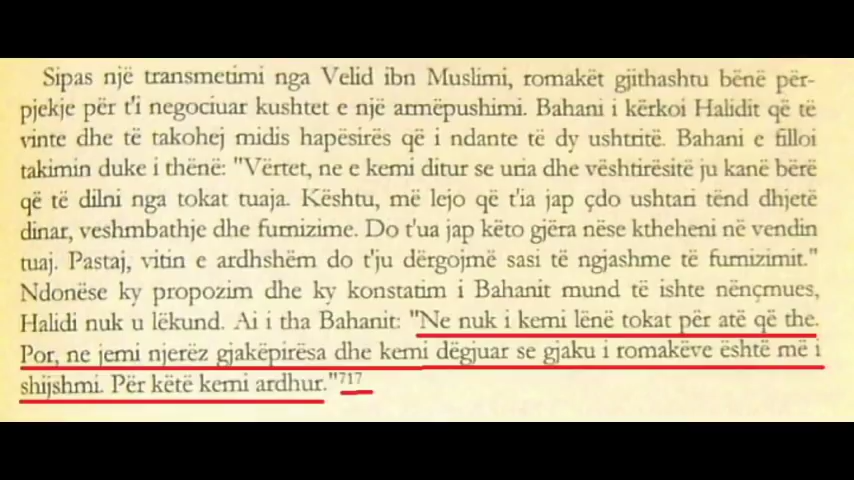 Sipas një transmetimi nga Velid ibn Muslimi, romakët gjithashtu bënë për-
pjekje për t'i negociuar kushtet e një armëpushimi. Bahani i kërkoi Halidit që të
vinte dhe të takohej midis hapësirës që i ndante të dy ushtritë. Bahani e filloi
takimin duke i thënë: "Vërtet, ne e kemi ditur se uria dhe vështirësitë ju kanë bërë
që të dilni nga tokat tuaja. Kështu, më lejo që t'ia jap çdo ushtari tënd dhjetë
dinar, veshmbathje dhe furnizime. Do t'ua jap këto gjëra nëse ktheheni në vendin
tuaj. Pastaj, vitin e ardhshëm do t'ju dërgojmë sasi të ngjashme të furnizimit."
Ndonëse ky propozim dhe ky konstatim i Bahanit mund të ishte nënçmues,
Halidi nuk u lëkund. Ai i tha Bahanit: "Ne nuk i kemi lënë tokat për atë që the.
Por, ne jemi njerëz gjakëpirësa dhe kemi dëgjuar se gjaku i romakëve është më i
shijshmi. Për këtë kemi ardhur."717